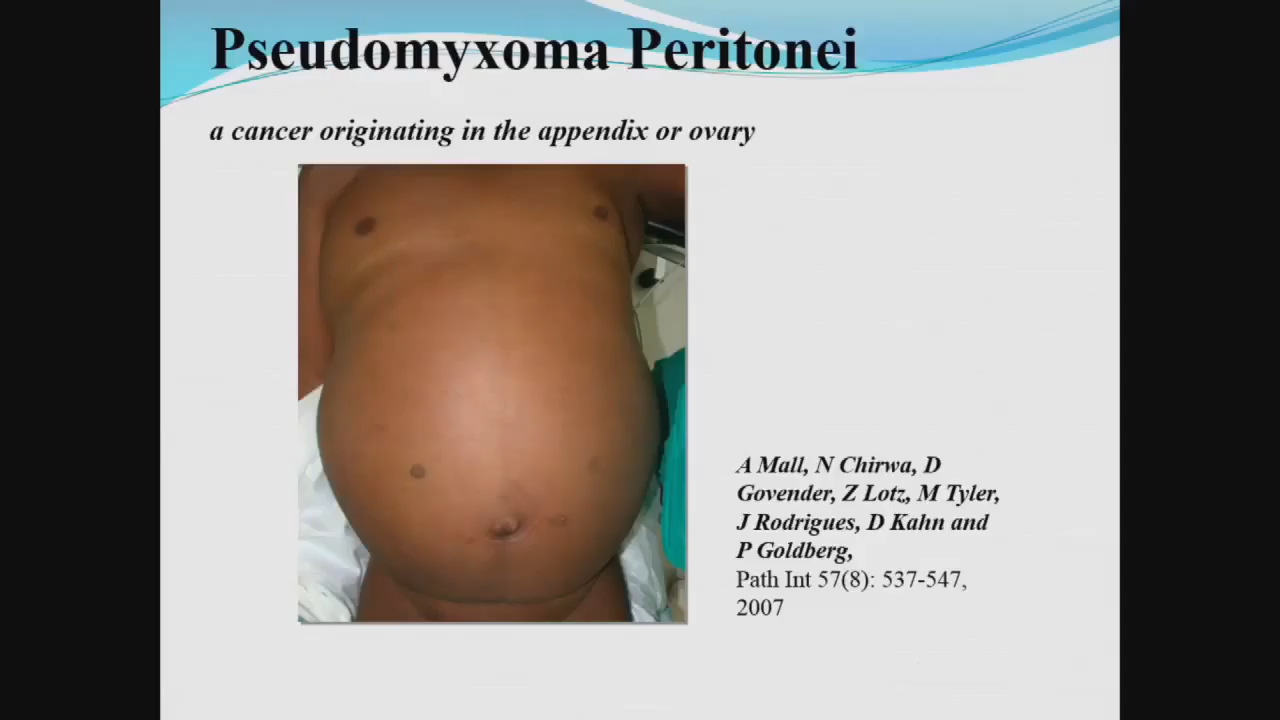 Pseudomyxoma Peritonei
a cancer originating in the appendix or ovary
A Mall, N Chirwa, D
Govender, Z Lotz, M Tyler,
J Rodrigues, D Kahn and
P Goldberg,
Path Int 57(8): 537-547,
2007